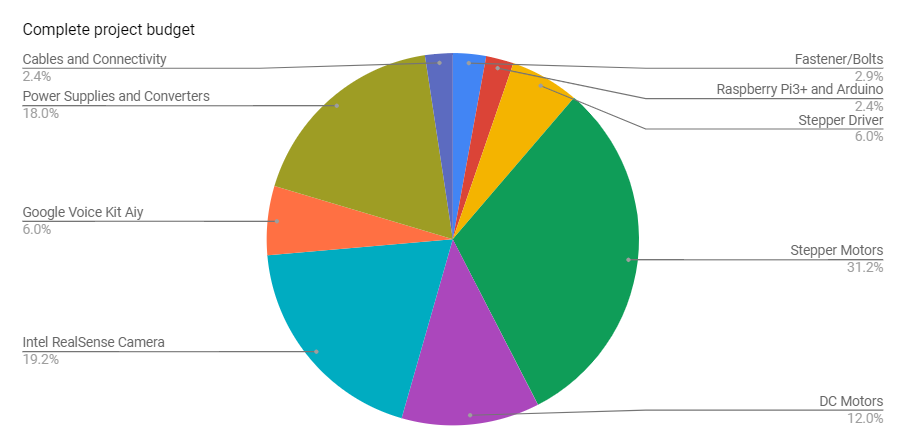 Complete project budget
Cables and Connectivity
2.4%
Power Supplies and Converters
18.0%
Google Voice Kit Aiy
6.0%
Intel RealSense Camera
19.2%
Fastener/Bolts
2.9%
Raspberry Pi3+ and Arduino
2.4%
Stepper Driver
6.0%
Stepper Motors
31.2%
DC Motors
12.0%